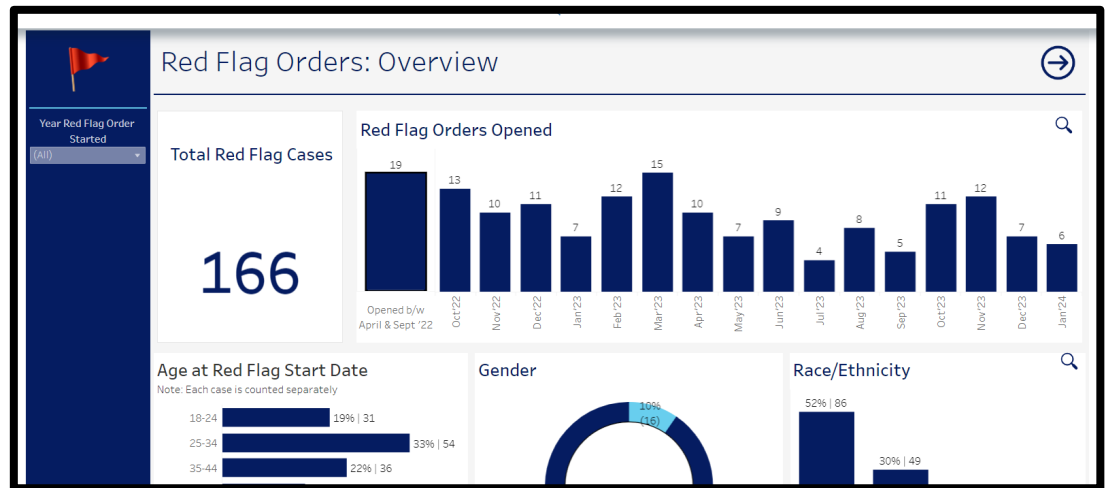 Red Flag Orders: Overview
Year Red Flag Order
Started
(All)
Total Red Flag Cases
166
Red Flag Orders Opened
19
13
10
11
7
12
15
10
7
9
4
8
5
11
12
7
6
Opened b/w
April & Sept '22
Oct'22
Nov'22
Dec'22
Jan'23
Feb'23
Mar'23
Apr'23
May'23
Jun'23
Jul'23
Aug'23
Sep'23
Oct'23
Nov'23
Dec'23
Jan'24
Age at Red Flag Start Date
Note: Each case is counted separately
18-24
19% | 31
25-34
33% | 54
35-44
22% | 36
Gender
10%
(16)
Race/Ethnicity
52% | 86
30% | 49